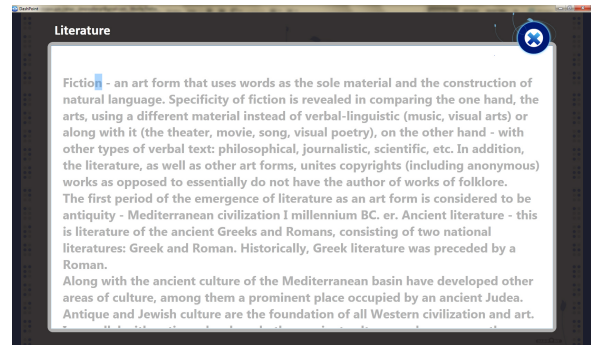 DashPoint
Literature
Fiction - an art form that uses words as the sole material and the construction of
natural language. Specificity of fiction is revealed in comparing the one hand, the
arts, using a different material instead of verbal-linguistic (music, visual arts) or
along with it (the theater, movie, song, visual poetry), on the other hand - with
other types of verbal text: philosophical, journalistic, scientific, etc. In addition,
the literature, as well as other art forms, unites copyrights (including anonymous)
works as opposed to essentially do not have the author of works of folklore.
The first period of the emergence of literature as an art form is considered to be
antiquity - Mediterranean civilization I millennium BC. er. Ancient literature - this
is literature of the ancient Greeks and Romans, consisting of two national
literatures: Greek and Roman. Historically, Greek literature was preceded by a
Roman.
Along with the ancient culture of the Mediterranean basin have developed other
areas of culture, among them a prominent place occupied by an ancient Judea.
Antique and Jewish culture are the foundation of all Western civilization and art.